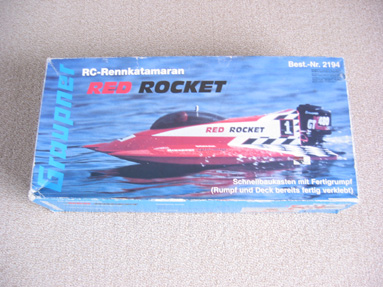 Graupner
RC-Rennkatamaran
Best.-Nr. 2194
RED ROCKET
RED ROCKET
1
Schnellbaukasten mit Fertigrumpf
(Rumpf und Deck bereits fertig verklebt)